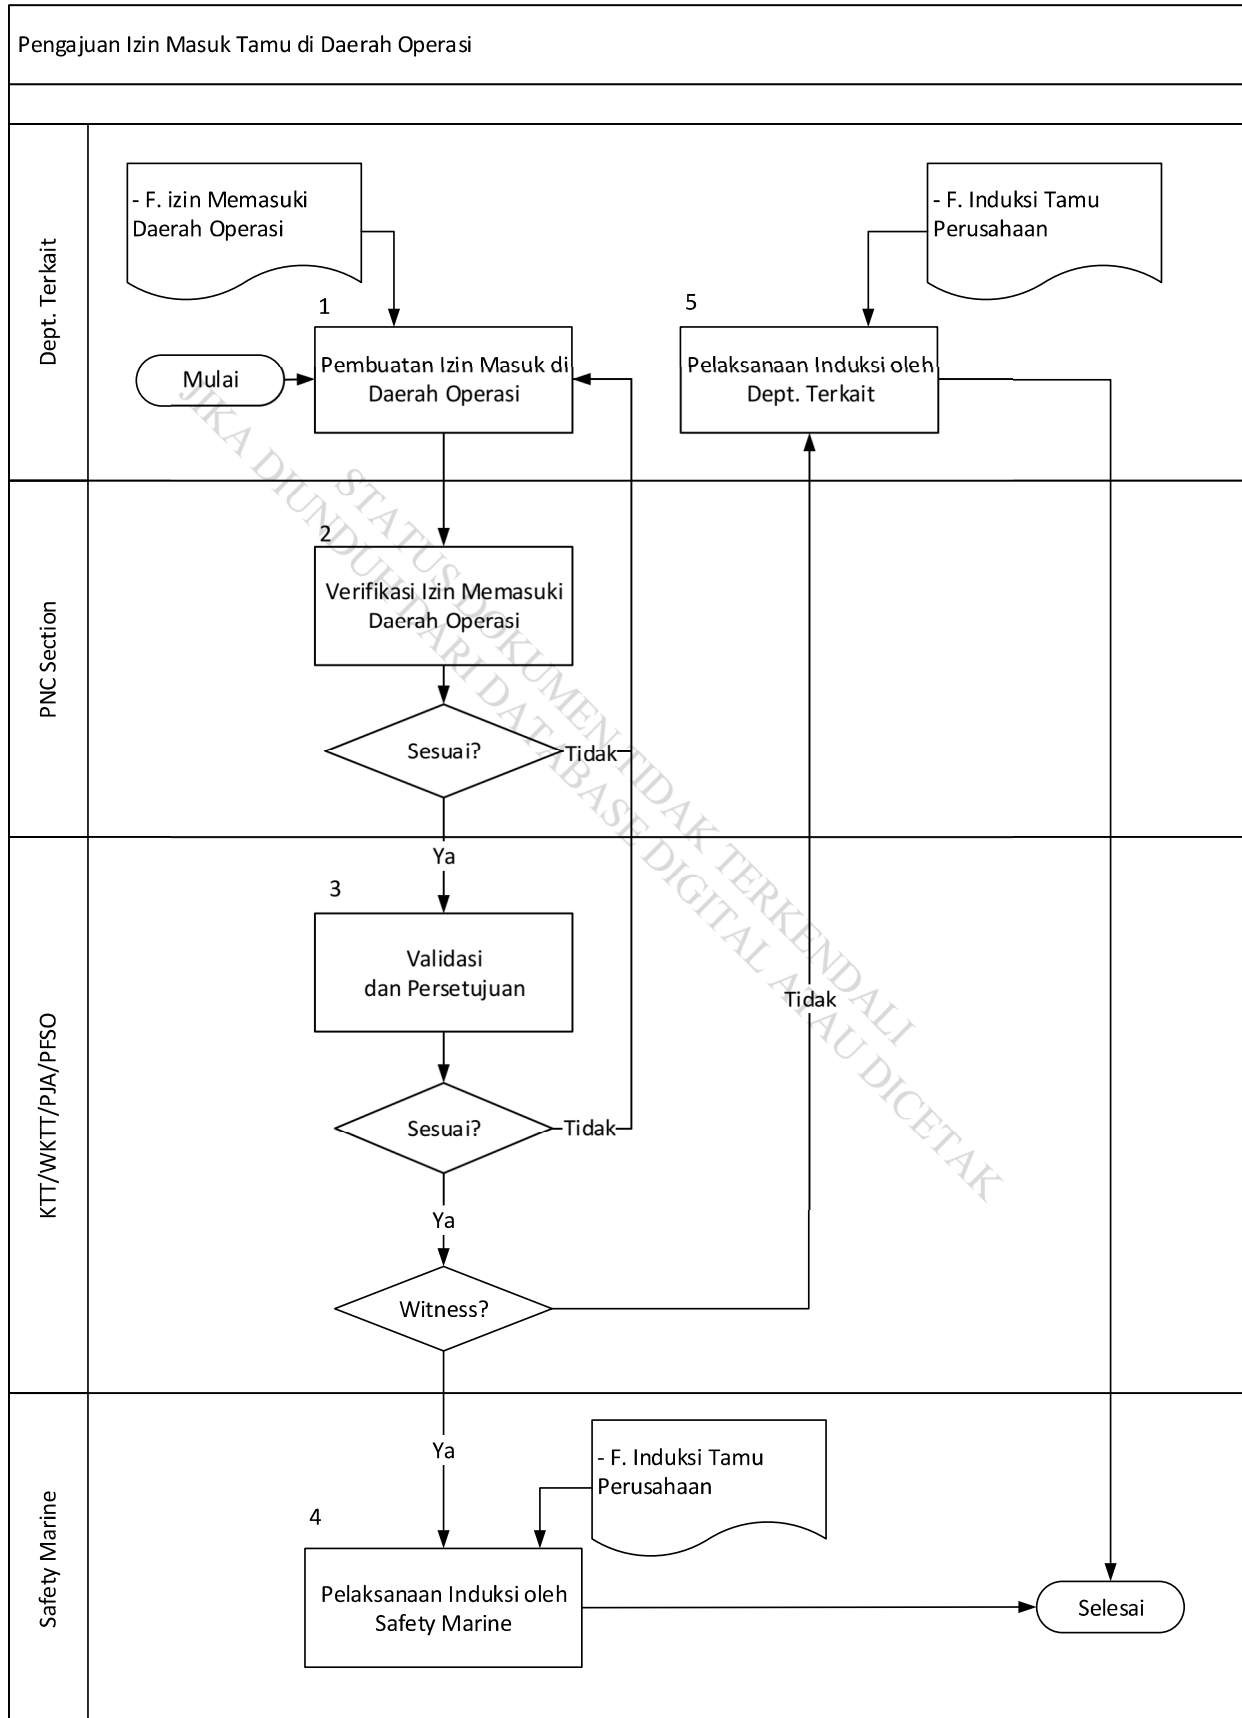 Pengajuan Izin Masuk Tamu di Daerah Operasi
Dept. Terkait
- F. izin Memasuki
Daerah Operasi
- F. Induksi Tamu
Perusahaan
1
5
Mulai
Pembuatan Izin Masuk di
Daerah Operasi
Pelaksanaan Induksi oleh
Dept. Terkait
PNC Section
2
Verifikasi Izin Memasuki
Daerah Operasi
Sesuai?
Tidak
KTT/WKTT/PJA/PFSO
Ya
3
Validasi
dan Persetujuan
Tidak
Sesuai?
Tidak
Ya
Witness?
Safety Marine
Ya
- F. Induksi Tamu
Perusahaan
4
Pelaksanaan Induksi oleh
Safety Marine
Selesai
STATUS DOKUMEN TIDAK TERKENDALI
JIKA DIUNDUH DARI DATABASE DIGITAL ATAU DICETAK